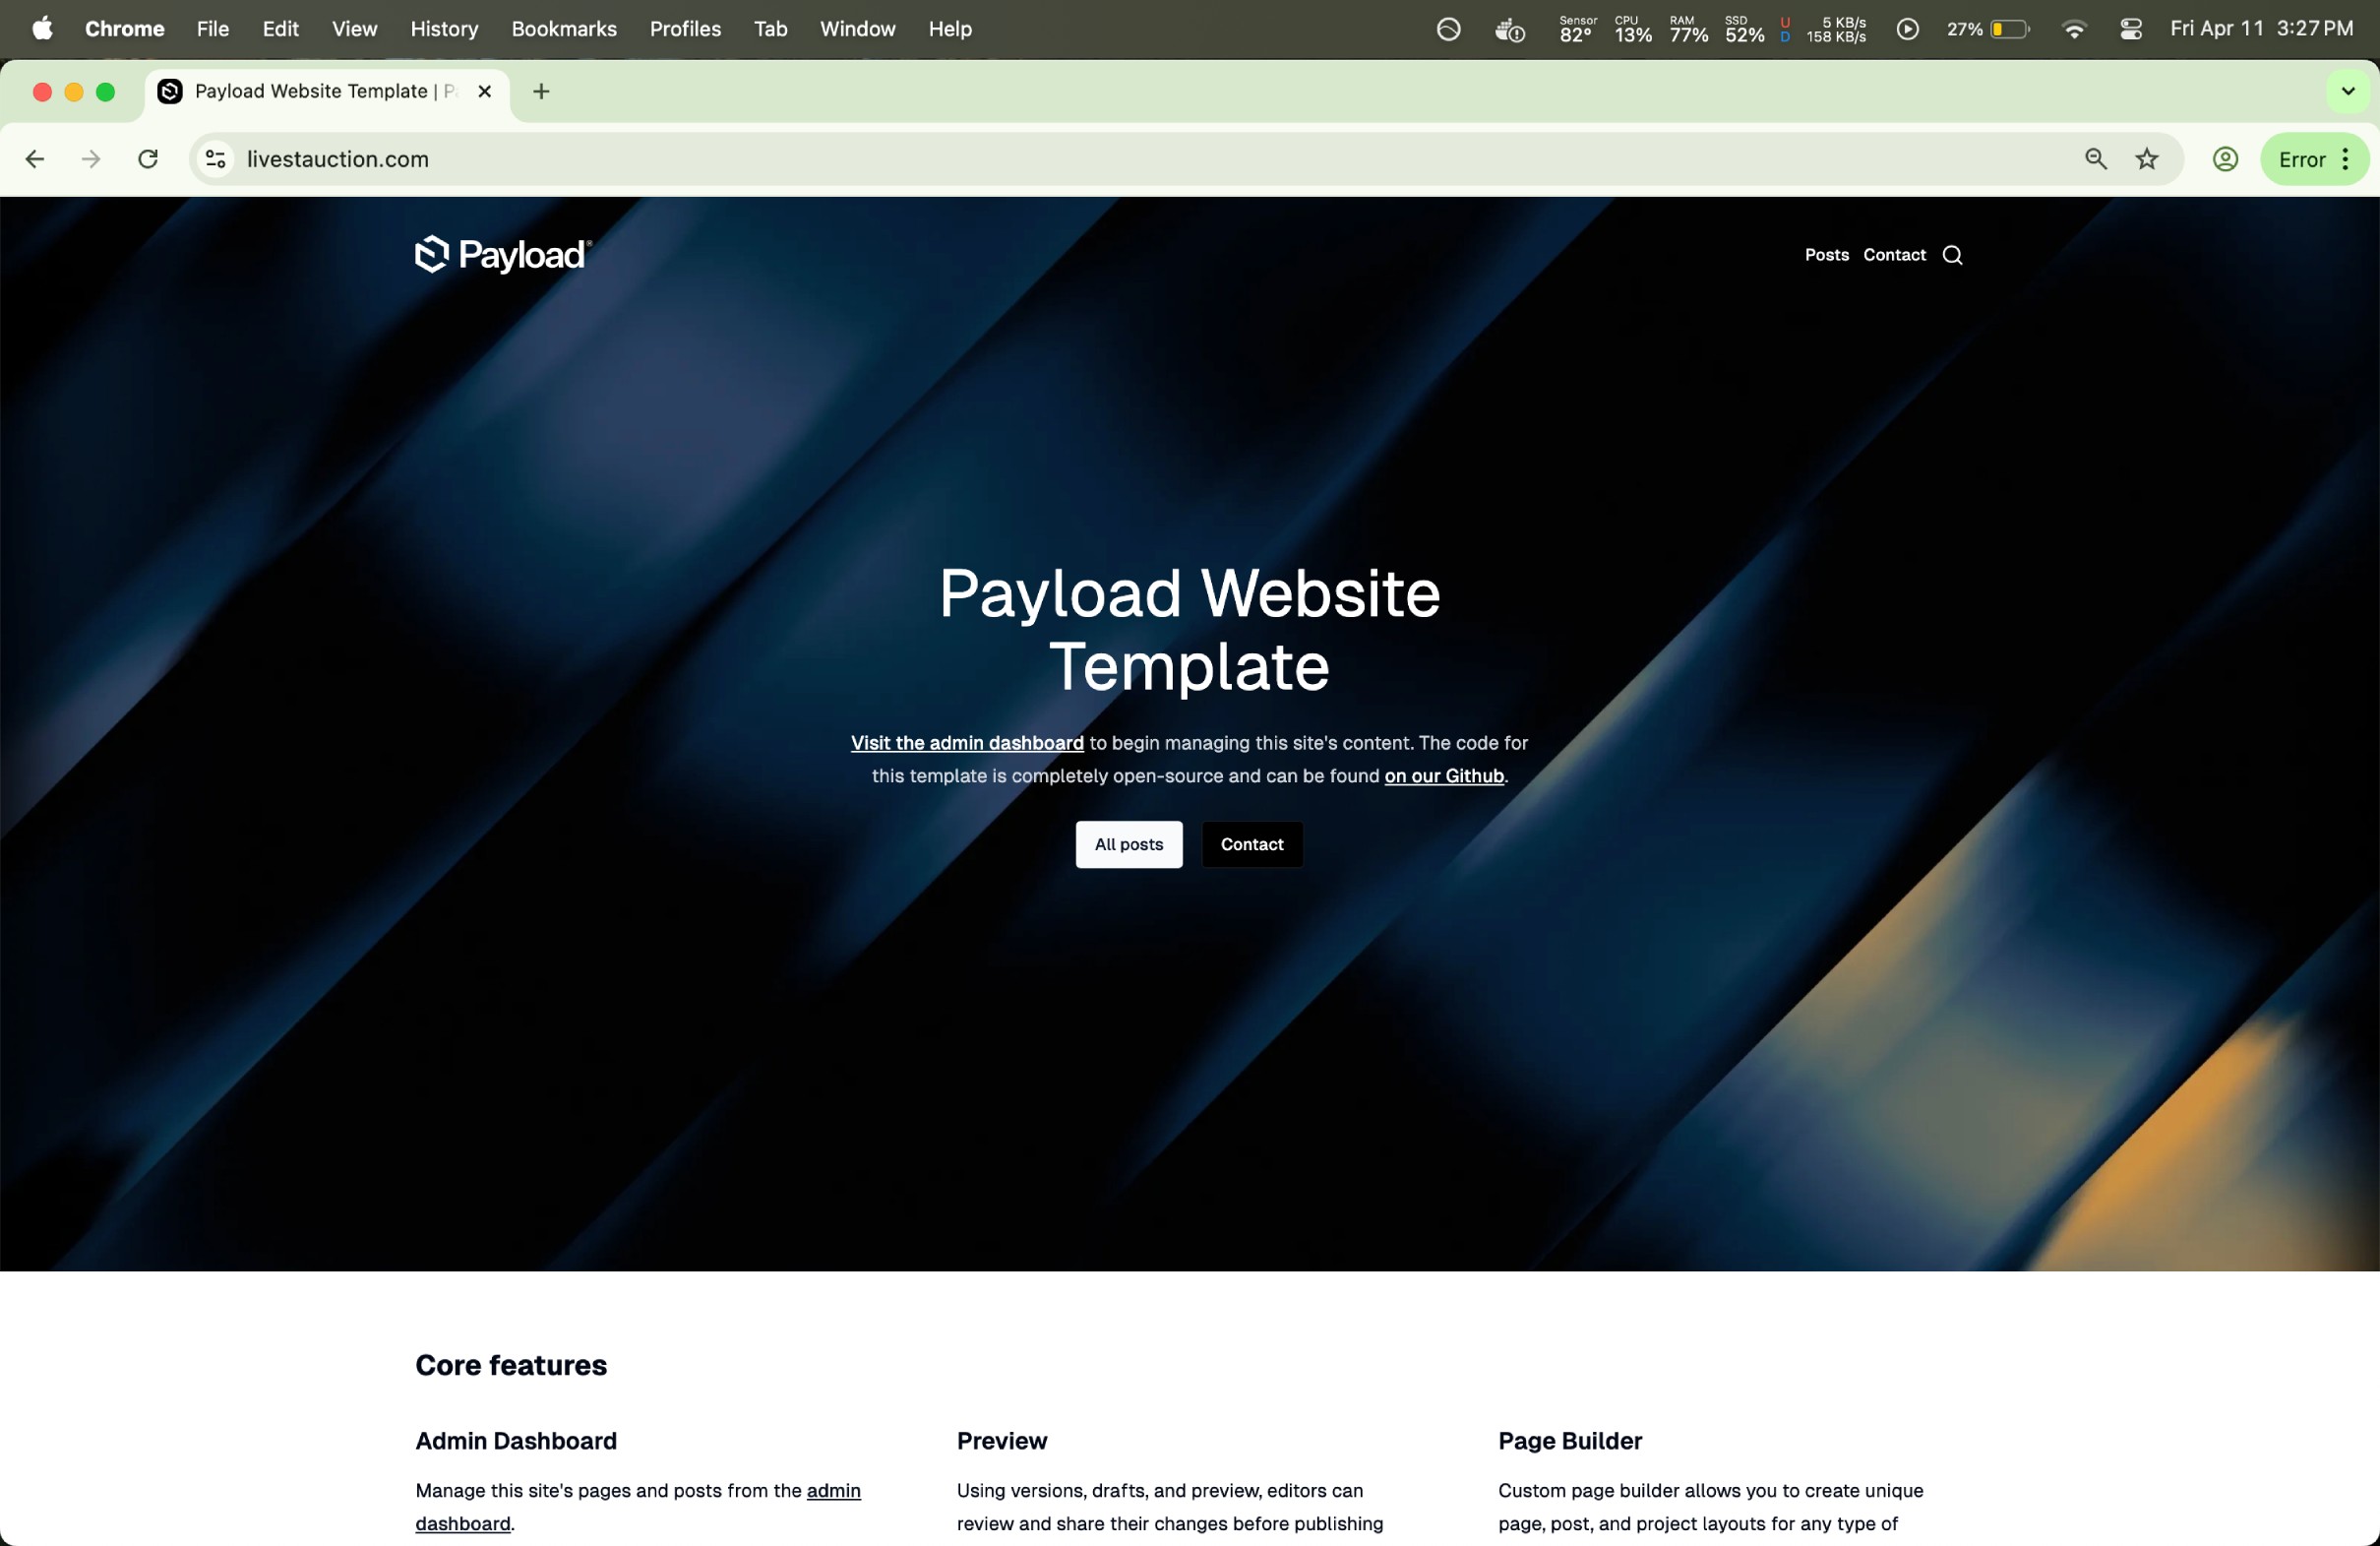 Chrome File Edit View History Bookmarks Profiles Tab Window Help
Sensor CPU RAM SSD U 5 KB/s
82° 13% 77% 52% D 158 KB/s 27% Fri Apr 11 3:27 PM
Payload Website Template | P
livestauction.com Error
Payload Posts Contact
Payload Website
Template
Visit the admin dashboard to begin managing this site's content. The code for
this template is completely open-source and can be found on our Github.
All posts Contact
Core features
Admin Dashboard
Manage this site's pages and posts from the admin
dashboard.
Preview
Using versions, drafts, and preview, editors can
review and share their changes before publishing
Page Builder
Custom page builder allows you to create unique
page, post, and project layouts for any type of